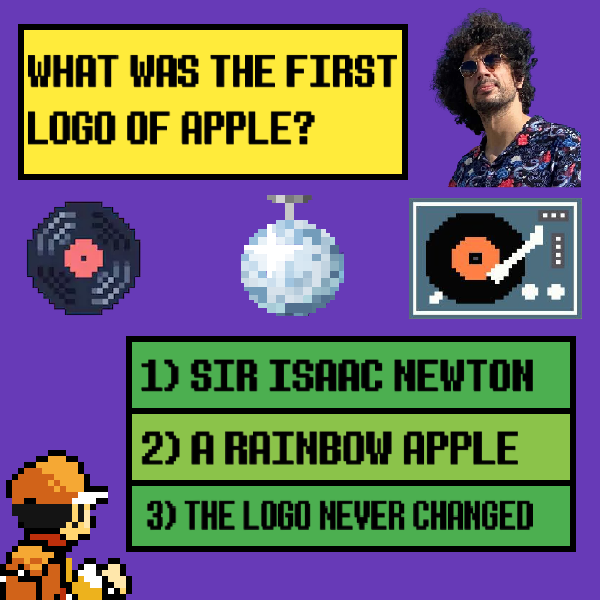 WHAT WAS THE FIRST
LOGO OF APPLE?
1) SIR ISAAC NEWTON
2) A RAINBOW APPLE
3) THE LOGO NEVER CHANGED